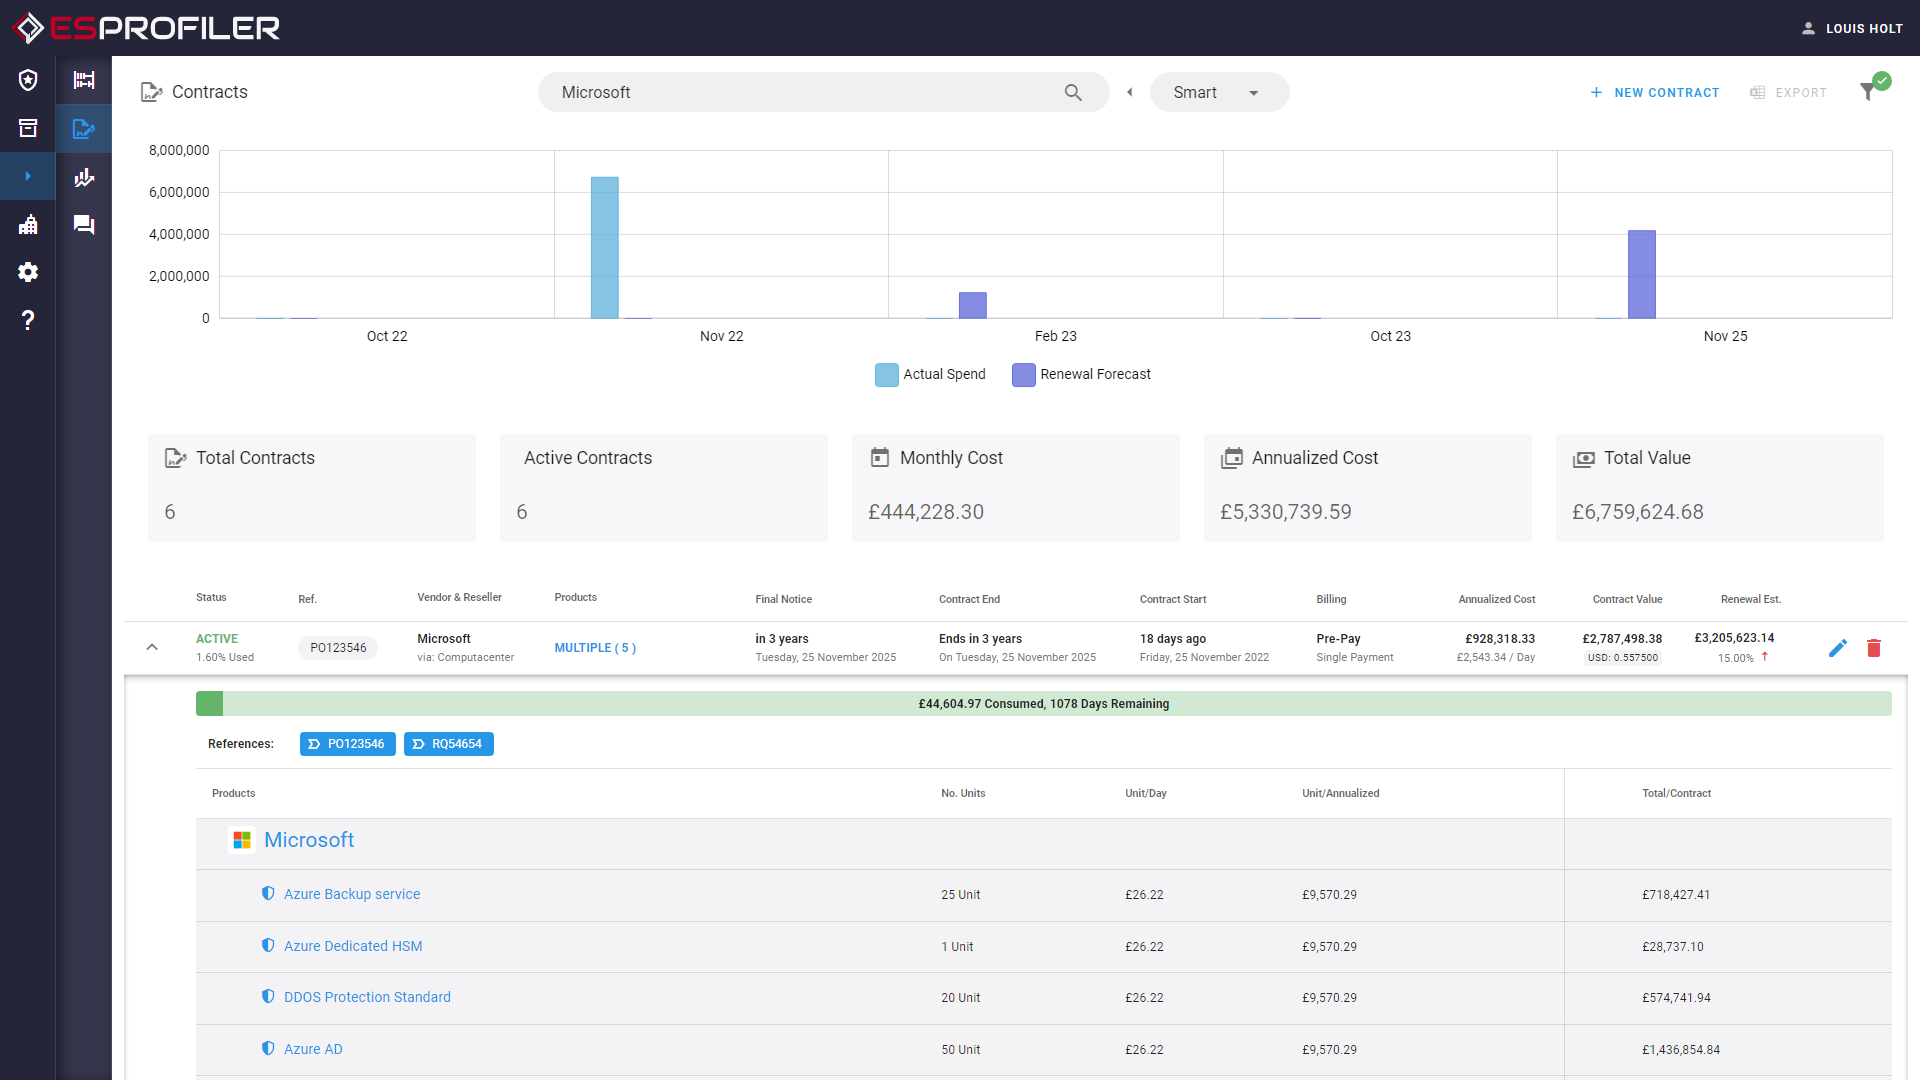 ESPROFILER
LOUIS HOLT
Contracts
Microsoft
Smart
+ NEW CONTRACT
EXPORT
8,000,000
6,000,000
4,000,000
2,000,000
0
Oct 22 Nov 22 Feb 23 Oct 23 Nov 25
Actual Spend Renewal Forecast
Total Contracts Active Contracts Monthly Cost Annualized Cost Total Value
6 6 £444,228.30 £5,330,739.59 £6,759,624.68
Status Ref. Vendor & Reseller Products Final Notice Contract End Contract Start Billing Annualized Cost Contract Value Renewal Est.
ACTIVE PO123546 Microsoft MULTIPLE ( 5 ) in 3 years Ends in 3 years 18 days ago Pre-Pay £928,318.33 £2,787,498.38 £3,205,623.14
1.60% Used via: Computacenter Tuesday, 25 November 2025 On Tuesday, 25 November 2025 Friday, 25 November 2022 Single Payment £2,543.34 / Day USD: 0.557500 15.00% ↑
£44,604.97 Consumed, 1078 Days Remaining
References: PO123546 RQ54654
Products No. Units Unit/Day Unit/Annualized Total/Contract
Microsoft
Azure Backup service 25 Unit £26.22 £9,570.29 £718,427.41
Azure Dedicated HSM 1 Unit £26.22 £9,570.29 £28,737.10
DDOS Protection Standard 20 Unit £26.22 £9,570.29 £574,741.94
Azure AD 50 Unit £26.22 £9,570.29 £1,436,854.84